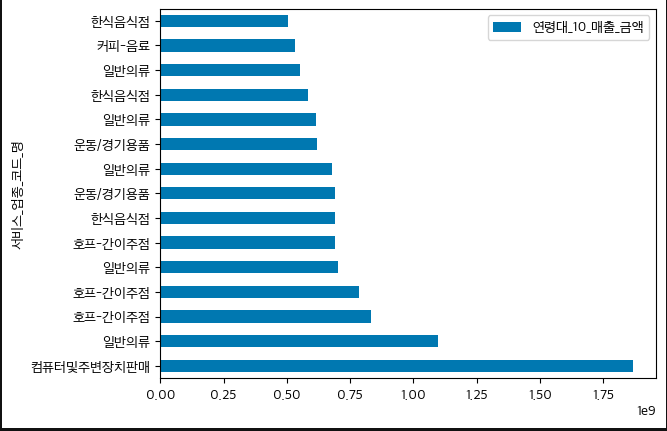 한식음식점
커피-음료
일반의류
한식음식점
일반의류
운동/경기용품
일반의류
운동/경기용품
한식음식점
호프-간이주점
일반의류
호프-간이주점
호프-간이주점
일반의류
컴퓨터및주변장치판매
서비스_업종_코드_명
연령대_10_매출_금액
0.00 0.25 0.50 0.75 1.00 1.25 1.50 1.75
1e9